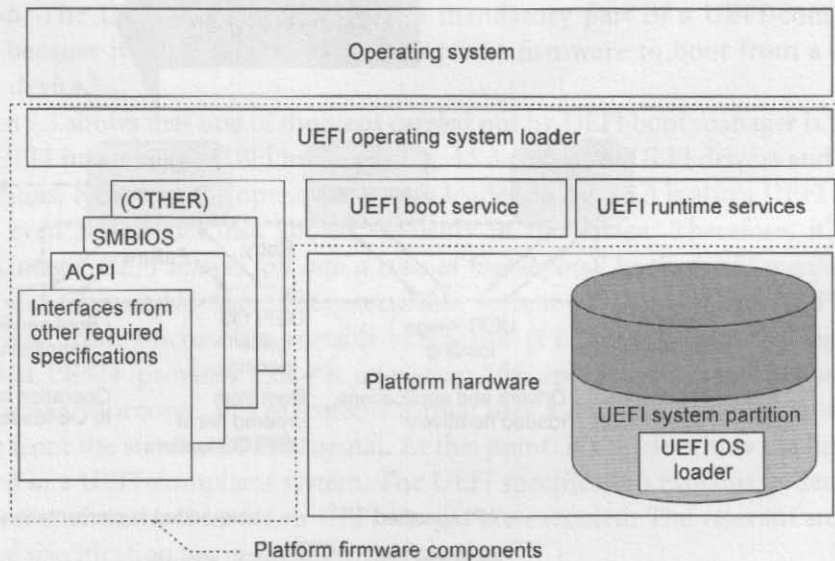 Operating system
UEFI operating system loader
(OTHER)
SMBIOS
ACPI
Interfaces from
other required
specifications
UEFI boot service
UEFI runtime services
Platform hardware
UEFI system partition
UEFI OS
loader
Platform firmware components